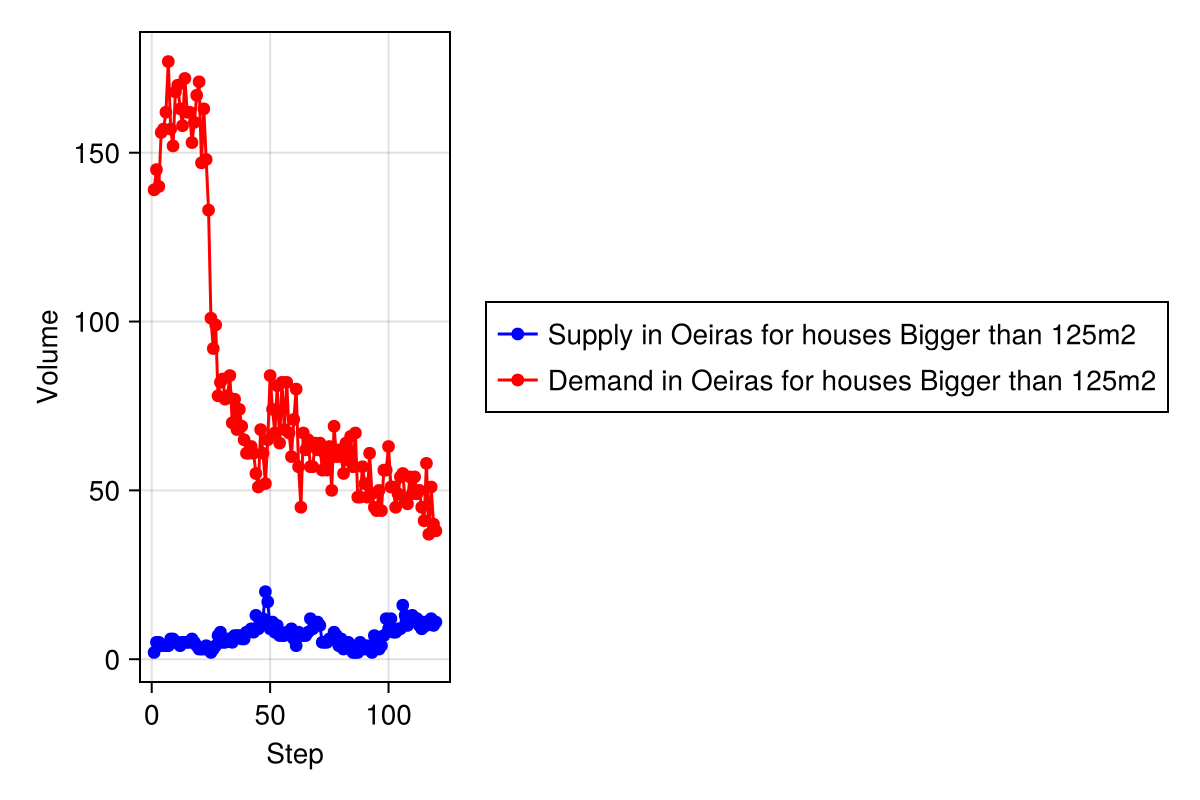 150
100
50
0
Volume
0 50 100
Step
Supply in Oeiras for houses Bigger than 125m2
Demand in Oeiras for houses Bigger than 125m2